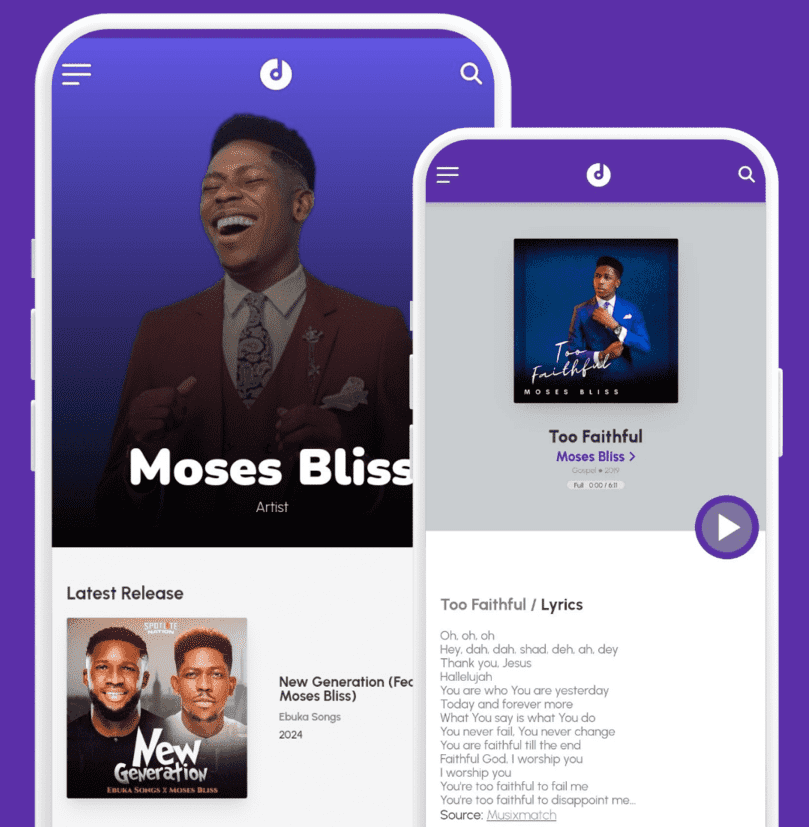 Moses Bliss
Artist
Latest Release
SPOTLITE
NATION
New
Generation
EBUKA SONGS X MOSES BLISS
New Generation (Fea
Moses Bliss)
Ebuka Songs
2024
Too
Faithful
MOSES BLISS
Too Faithful
Moses Bliss >
Gospel • 2019
Full 0:00 / 6:11
Too Faithful / Lyrics
Oh, oh, oh
Hey, dah, dah, shad, deh, ah, dey
Thank you, Jesus
Hallelujah
You are who You are yesterday
Today and forever more
What You say is what You do
You never fail, You never change
You are faithful till the end
Faithful God, I worship you
I worship you
You're too faithful to fail me
You're too faithful to disappoint me...
Source: Musixmatch